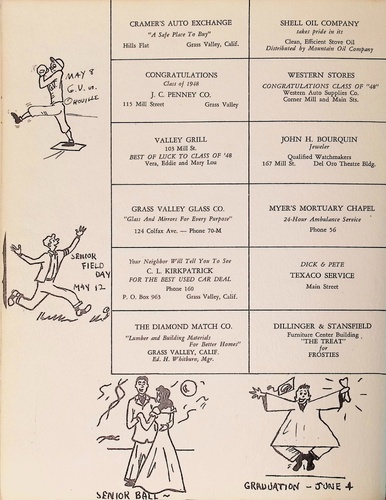 MAY 8
G.V. vs.
OROVILLE
SENIOR
FIELD
DAY
MAY 12
CRAMER'S AUTO EXCHANGE
"A Safe Place To Buy"
Hills Flat Grass Valley, Calif.
SHELL OIL COMPANY
takes pride in its
Clean, Efficient Stove Oil
Distributed by Mountain Oil Company
CONGRATULATIONS
Class of 1948
J. C. PENNEY CO.
115 Mill Street Grass Valley
WESTERN STORES
CONGRATULATIONS CLASS OF "48"
Western Auto Supplies Co.
Corner Mill and Main Sts.
VALLEY GRILL
103 Mill St.
BEST OF LUCK TO CLASS OF '48
Vera, Eddie and Mary Lou
JOHN H. BOURQUIN
Jeweler
Qualified Watchmakers
167 Mill St. Del Oro Theatre Bldg.
GRASS VALLEY GLASS CO.
"Glass And Mirrors For Every Purpose"
124 Colfax Ave. — Phone 70-M
MYER'S MORTUARY CHAPEL
24-Hour Ambulance Service
Phone 56
Your Neighbor Will Tell You To See
C. L. KIRKPATRICK
FOR THE BEST USED CAR DEAL
Phone 160
P. O. Box 963 Grass Valley, Calif.
DICK & PETE
TEXACO SERVICE
Main Street
THE DIAMOND MATCH CO.
"Lumber and Building Materials
For Better Homes"
GRASS VALLEY, CALIF.
Ed. H. Whitburn, Mgr.
DILLINGER & STANSFIELD
Furniture Center Building
"THE TREAT"
for
FROSTIES
SENIOR BALL ~
GRADUATION - JUNE 4